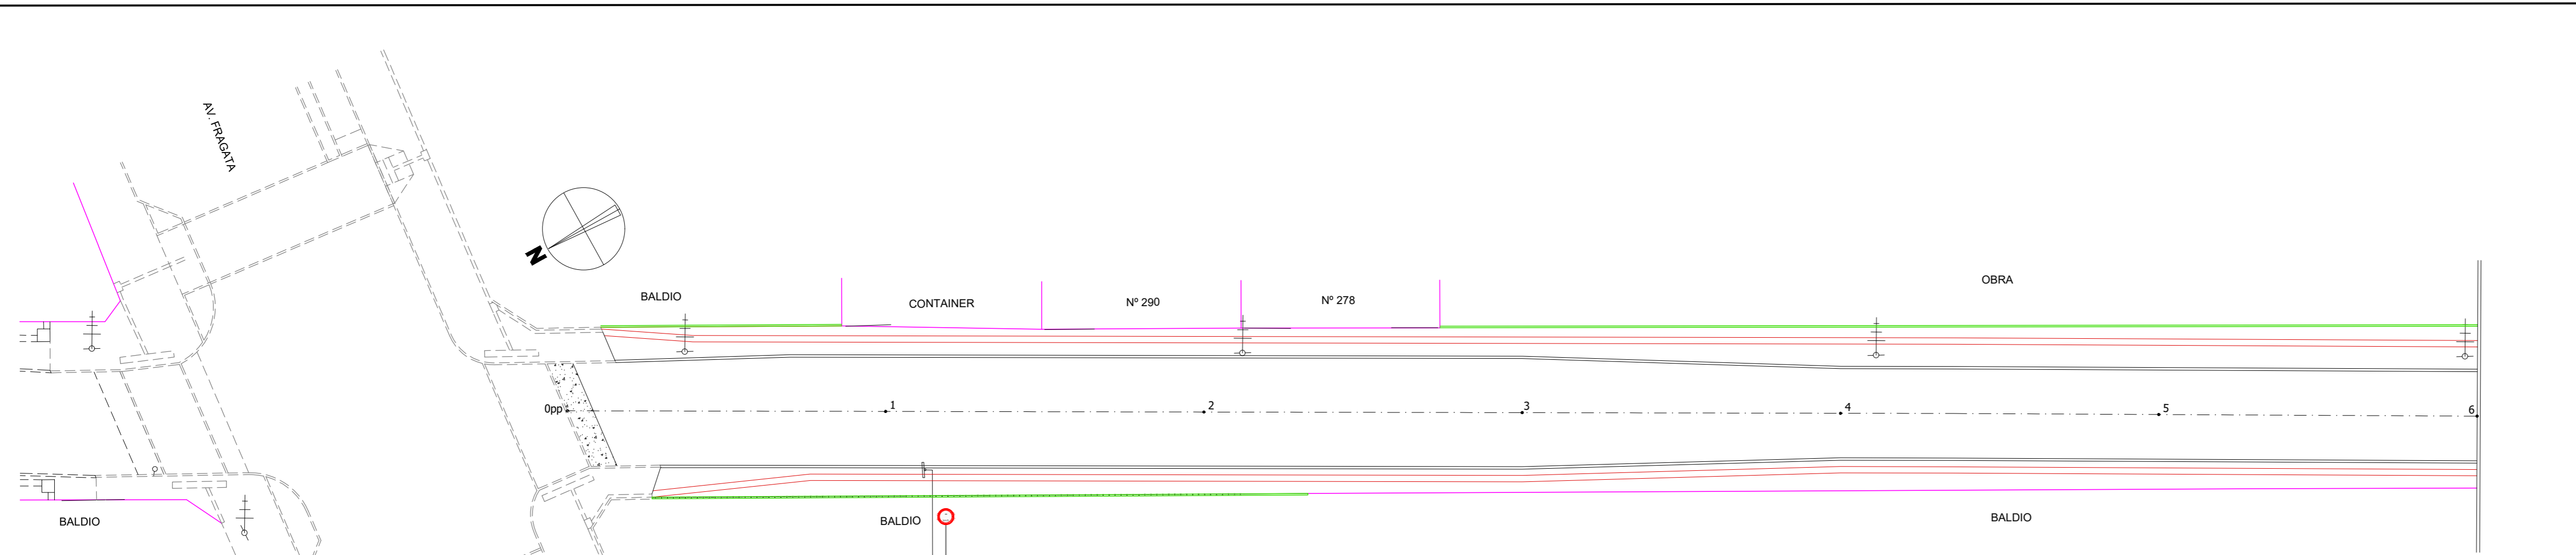 AV. FRAGATA
N
BALDIO
CONTAINER
Nº 290
Nº 278
OBRA
0pp
1
2
3
4
5
6
BALDIO
BALDIO
BALDIO